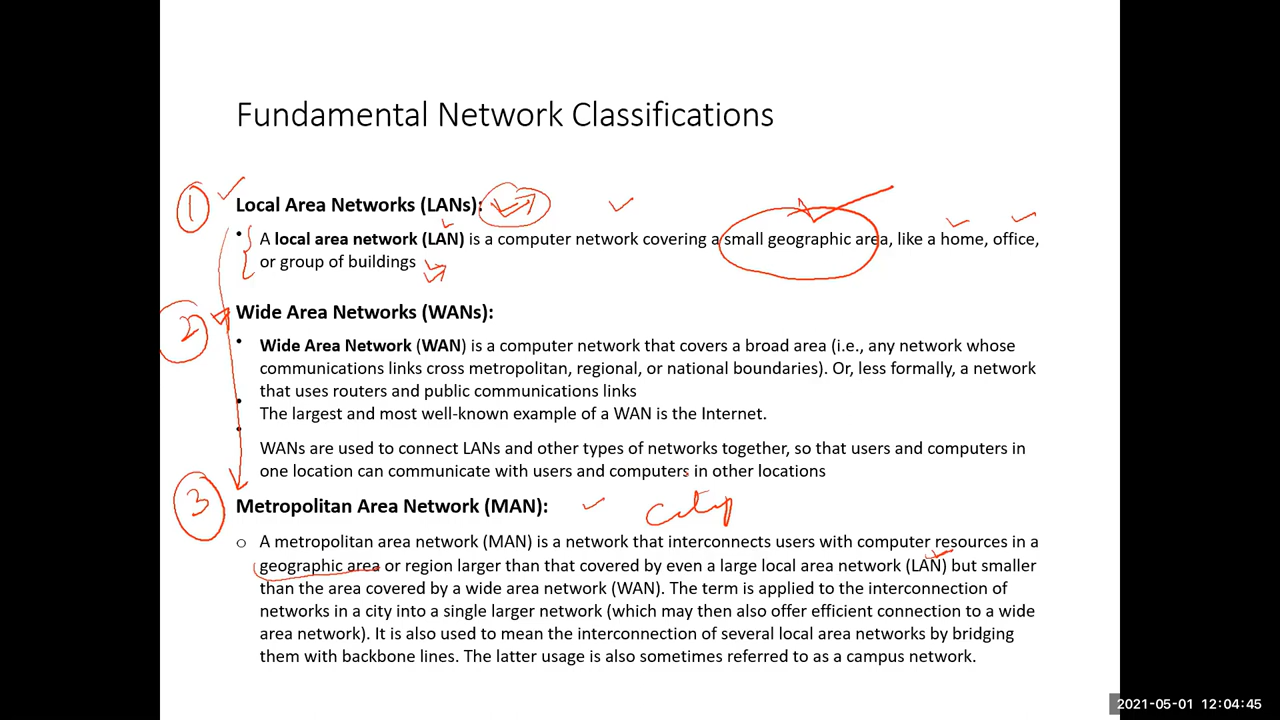 Fundamental Network Classifications
1
Local Area Networks (LANs):
• A local area network (LAN) is a computer network covering a small geographic area, like a home, office,
or group of buildings
2
Wide Area Networks (WANs):
• Wide Area Network (WAN) is a computer network that covers a broad area (i.e., any network whose
communications links cross metropolitan, regional, or national boundaries). Or, less formally, a network
that uses routers and public communications links
• The largest and most well-known example of a WAN is the Internet.
• WANs are used to connect LANs and other types of networks together, so that users and computers in
one location can communicate with users and computers in other locations
3
Metropolitan Area Network (MAN): city
o A metropolitan area network (MAN) is a network that interconnects users with computer resources in a
geographic area or region larger than that covered by even a large local area network (LAN) but smaller
than the area covered by a wide area network (WAN). The term is applied to the interconnection of
networks in a city into a single larger network (which may then also offer efficient connection to a wide
area network). It is also used to mean the interconnection of several local area networks by bridging
them with backbone lines. The latter usage is also sometimes referred to as a campus network.
2021-05-01 12:04:45